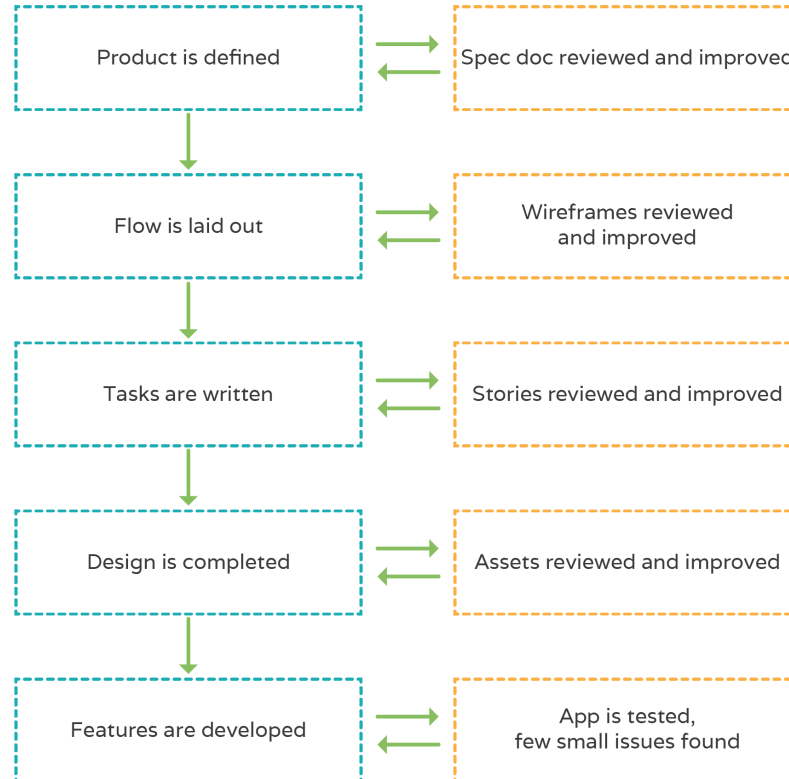 Product is defined
Spec doc reviewed and improved
Flow is laid out
Wireframes reviewed
and improved
Tasks are written
Stories reviewed and improved
Design is completed
Assets reviewed and improved
Features are developed
App is tested,
few small issues found